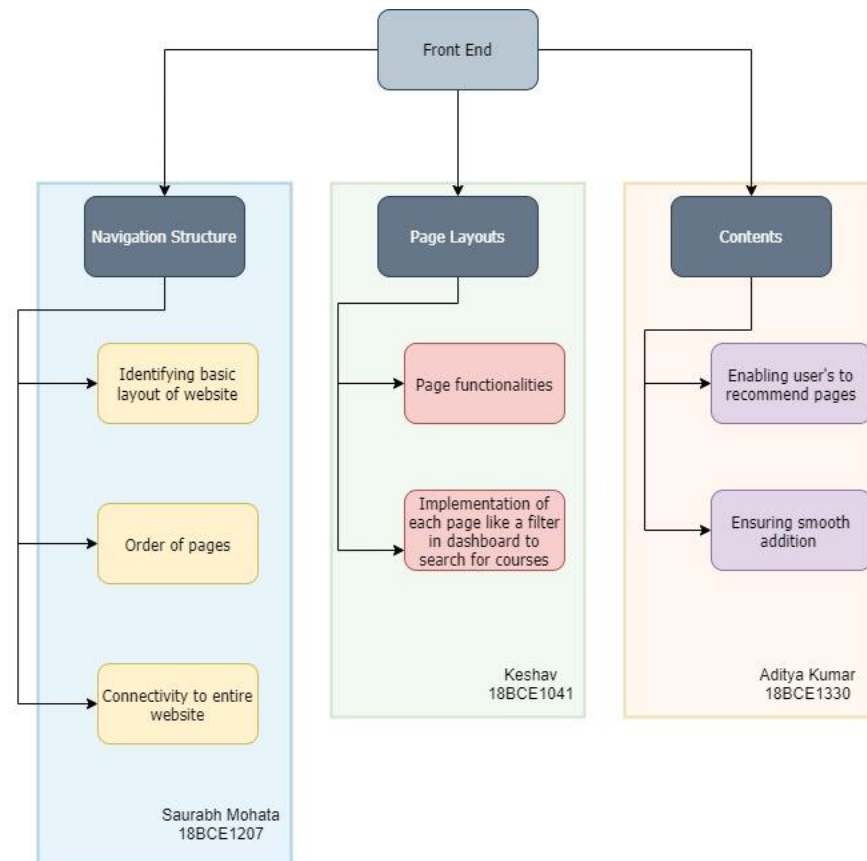 Front End
Navigation Structure
Identifying basic
layout of website
Order of pages
Connectivity to entire
website
Saurabh Mohata
18BCE1207
Page Layouts
Page functionalities
Implementation of
each page like a filter
in dashboard to
search for courses
Keshav
18BCE1041
Contents
Enabling user's to
recommend pages
Ensuring smooth
addition
Aditya Kumar
18BCE1330